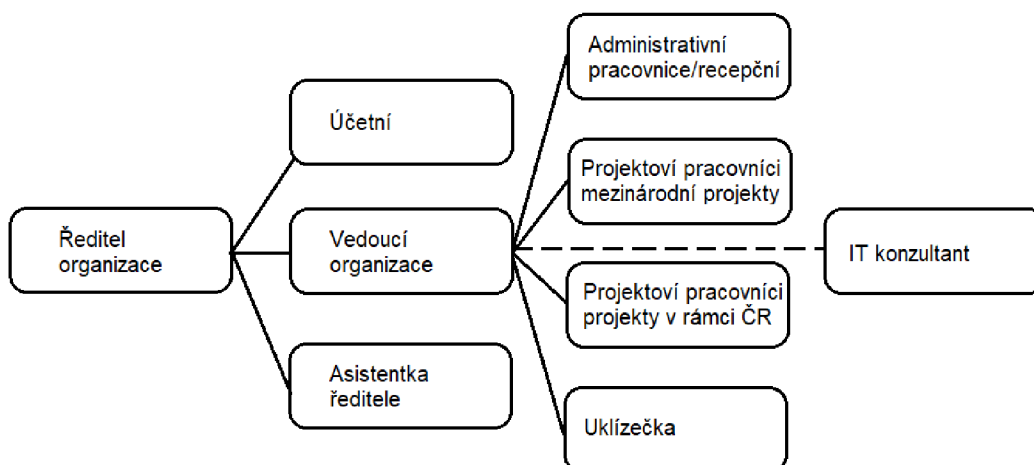 Ředitel
organizace
Účetní
Vedoucí
organizace
Asistentka
ředitele
Administrativní
pracovnice/recepční
Projektoví pracovníci
mezinárodní projekty
Projektoví pracovníci
projekty v rámci ČR
Uklízečka
IT konzultant